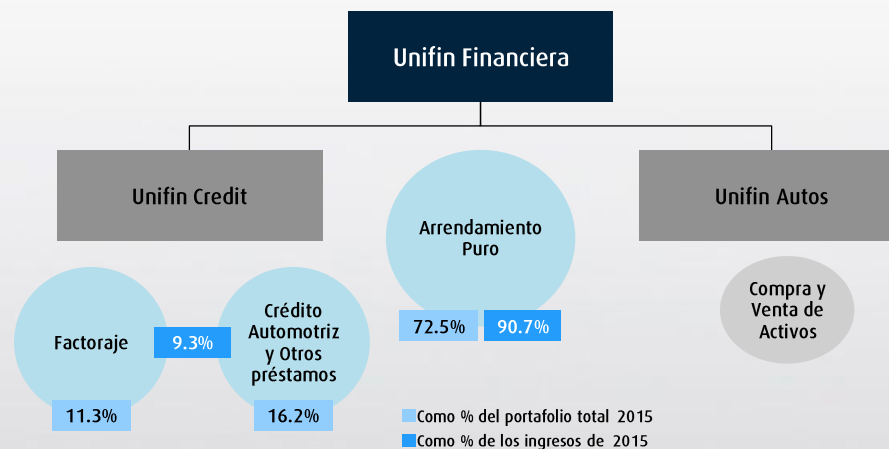 Unifin Financiera
Unifin Credit
Unifin Autos
Arrendamiento
Puro
72.5%
90.7%
Factoraje
9.3%
11.3%
Crédito
Automotriz
y Otros
préstamos
16.2%
Compra y
Venta de
Activos
Como % del portafolio total 2015
Como % de los ingresos de 2015